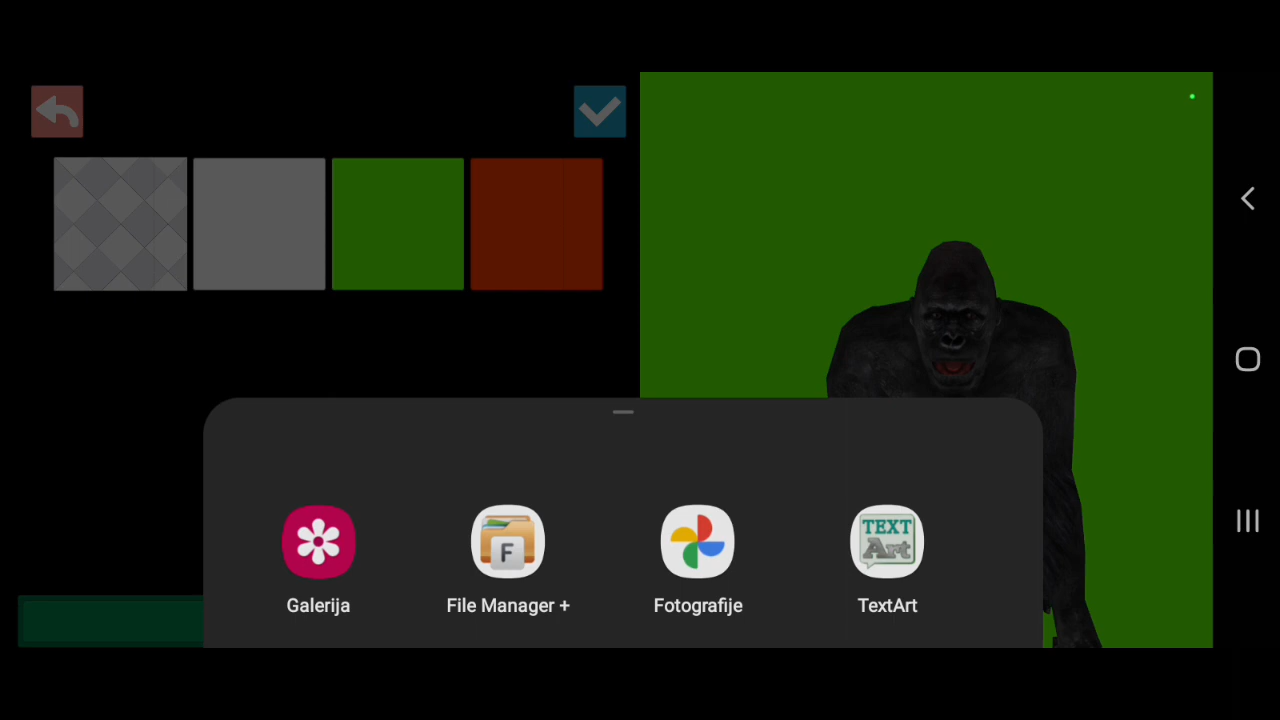 F
TEXT
Art
Galerija
File Manager +
Fotografije
TextArt